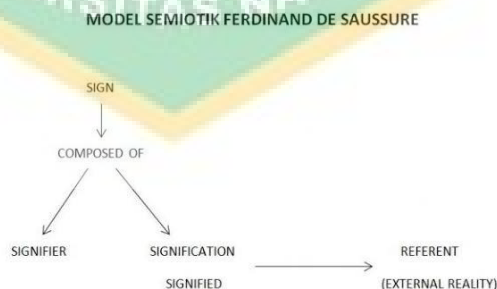 MODEL SEMIOTIK FERDINAND DE SAUSSURE
SIGN
COMPOSED OF
SIGNIFIER
SIGNIFICATION
REFERENT
SIGNIFIED
(EXTERNAL REALITY)